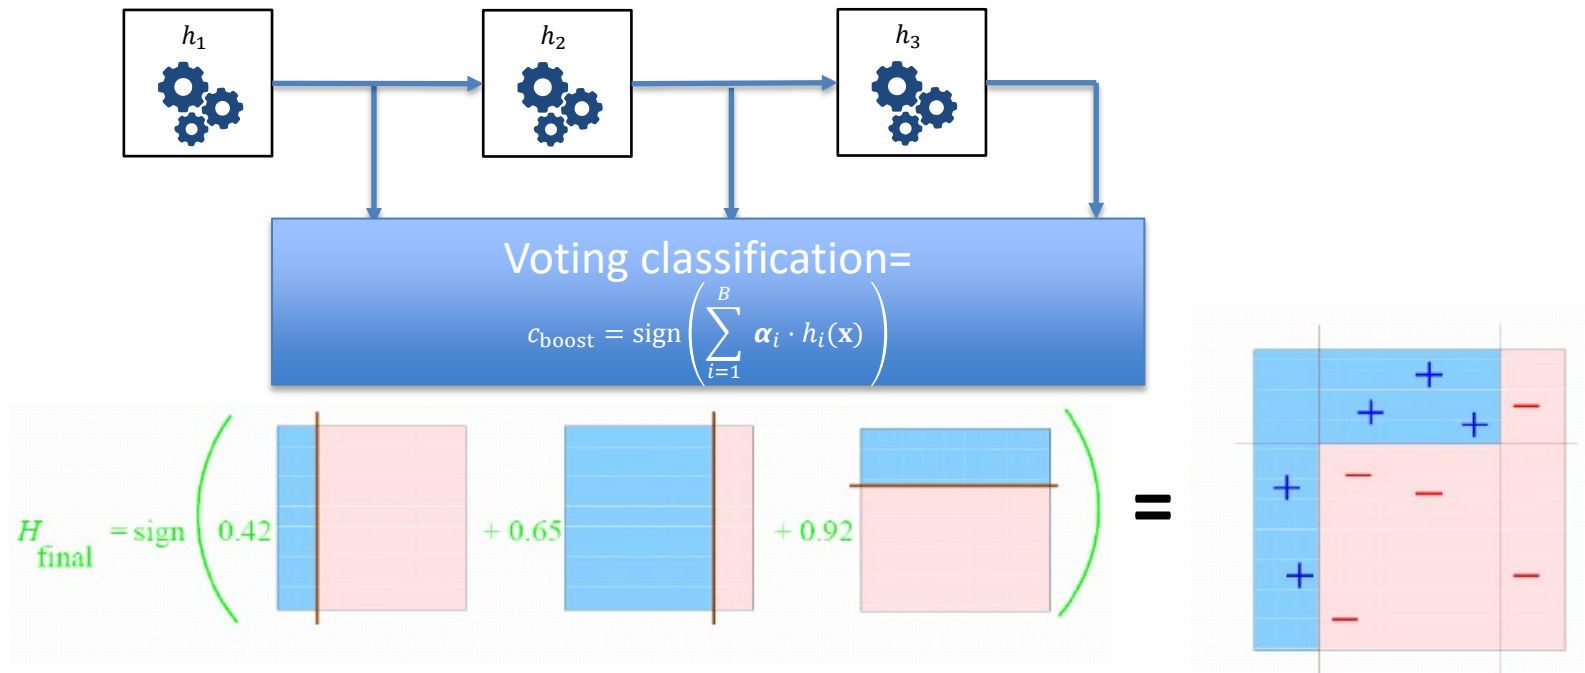 h₁ h₂ h₃
Voting classification=
c_boost = sign(∑_{i=1}^{B} α_i · h_i(x))
H_final = sign ( 0.42 + 0.65 + 0.92 ) =
+ −
+ +
− −
+
+ −
−